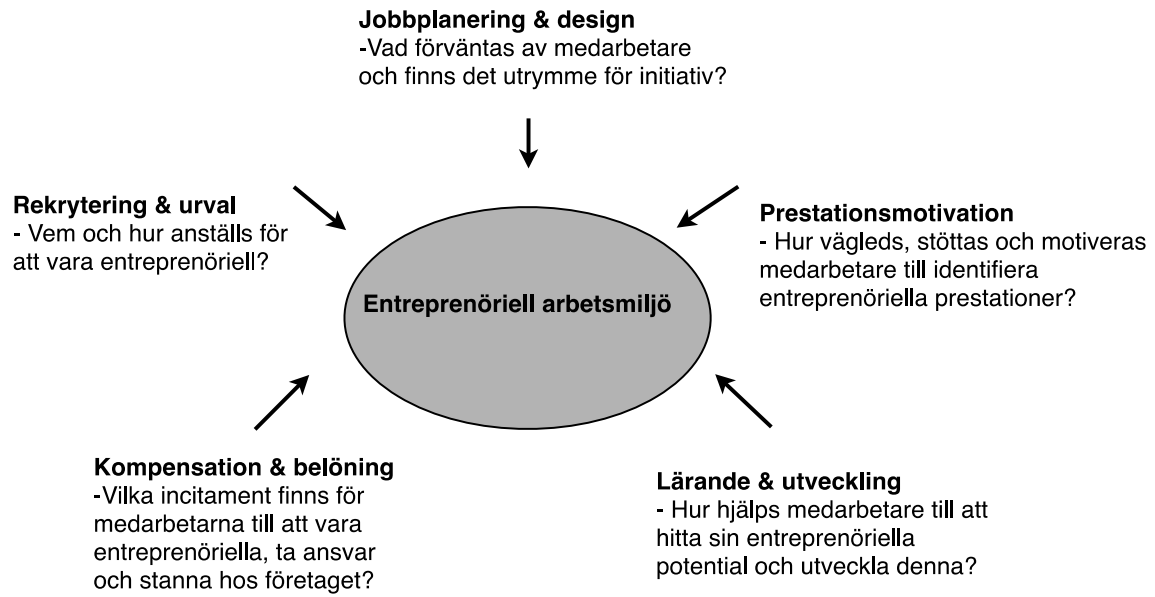 Jobbplanering & design
-Vad förväntas av medarbetare
och finns det utrymme för initiativ?
Rekrytering & urval
- Vem och hur anställs för
att vara entreprenöriell?
Prestationsmotivation
- Hur vägleds, stöttas och motiveras
medarbetare till identifiera
entreprenöriella prestationer?
Entreprenöriell arbetsmiljö
Kompensation & belöning
-Vilka incitament finns för
medarbetarna till att vara
entreprenöriella, ta ansvar
och stanna hos företaget?
Lärande & utveckling
- Hur hjälps medarbetare till att
hitta sin entreprenöriella
potential och utveckla denna?